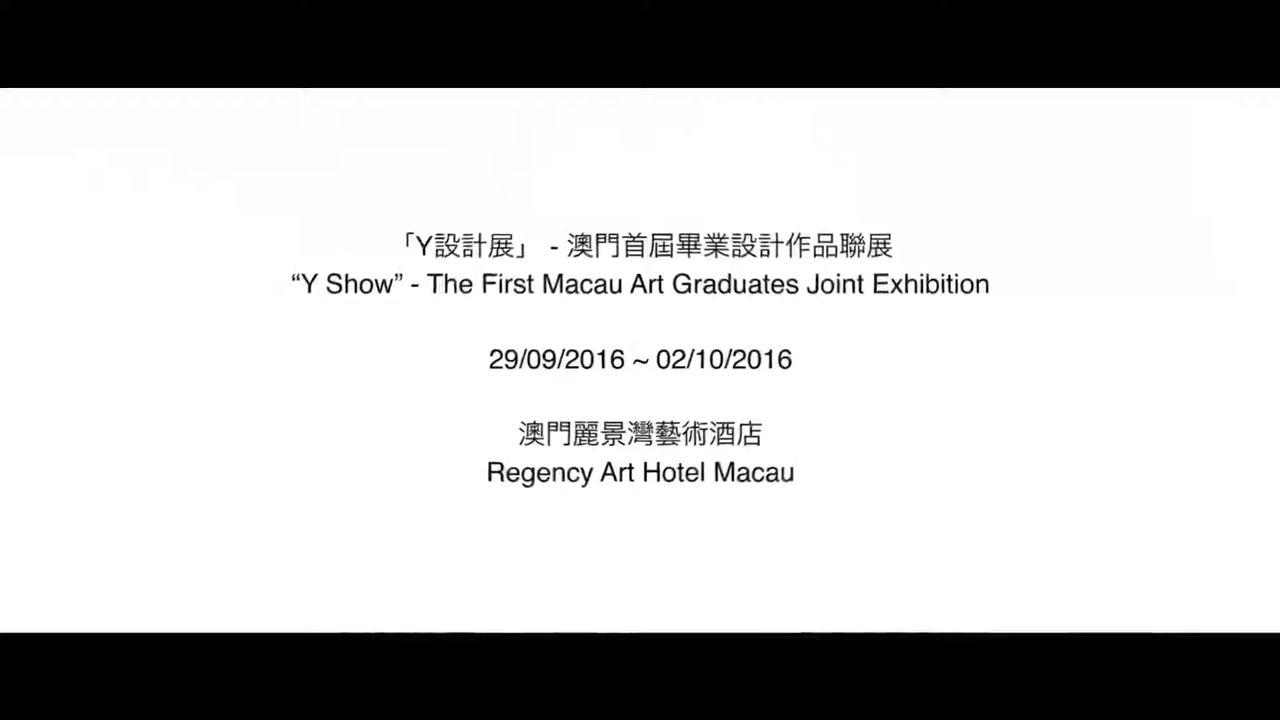 「Y設計展」 - 澳門首屆畢業設計作品聯展
“Y Show” - The First Macau Art Graduates Joint Exhibition
29/09/2016 ~ 02/10/2016
澳門麗景灣藝術酒店
Regency Art Hotel Macau